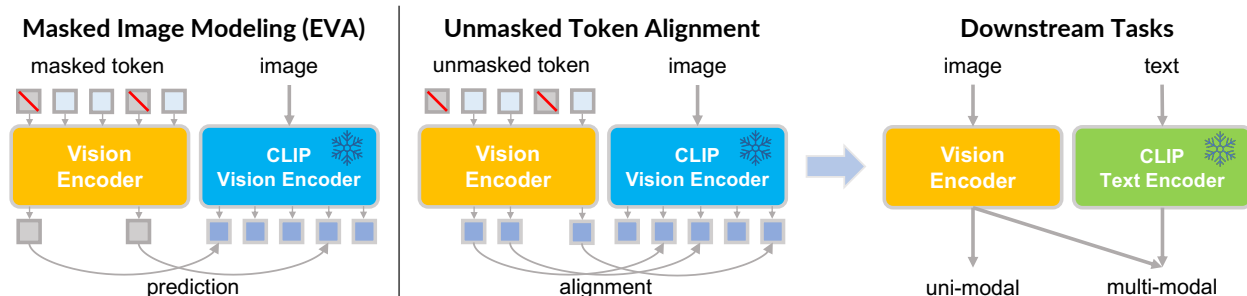 Masked Image Modeling (EVA)
masked token
image
Vision
Encoder
CLIP
Vision Encoder
prediction
Unmasked Token Alignment
unmasked token
image
Vision
Encoder
CLIP
Vision Encoder
alignment
Downstream Tasks
image
text
Vision
Encoder
CLIP
Text Encoder
uni-modal
multi-modal